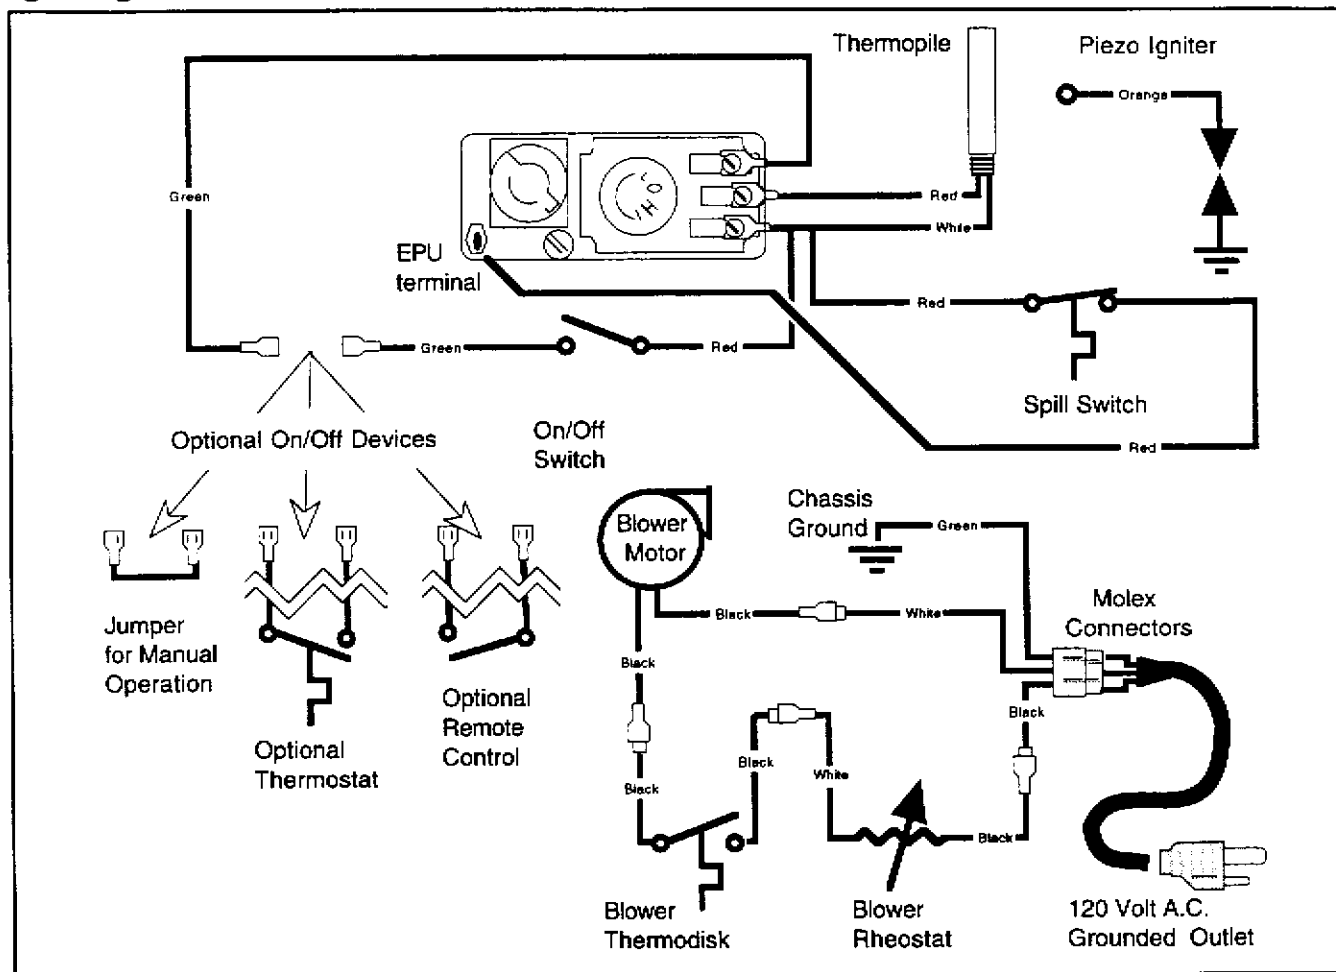 Thermopile
Piezo Igniter
Orange
Green
LO
HI
Red
White
EPU
terminal
Red
Green
Red
Spill Switch
Red
Optional On/Off Devices
On/Off
Switch
Blower
Motor
Chassis
Ground
Green
Black
White
Molex
Connectors
Jumper
for Manual
Operation
Black
Optional
Remote
Control
Black
Optional
Thermostat
Black
Black
White
Black
Blower
Thermodisk
Blower
Rheostat
120 Volt A.C.
Grounded Outlet